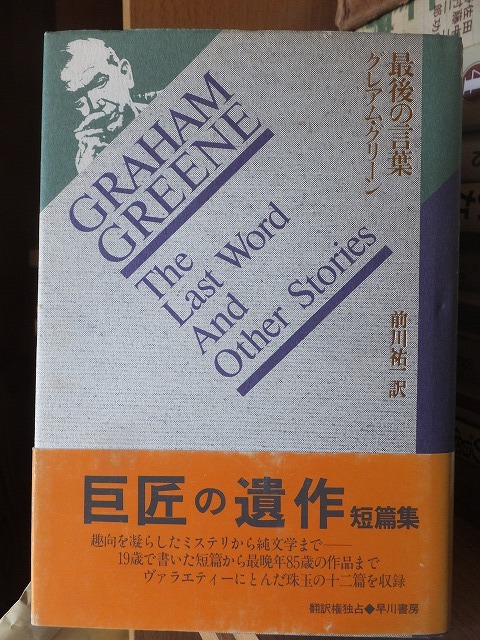 GRAHAM
GREENE
The
Last Word
And
Other Stories
最後の言葉
グレアム・グリーン
前川祐一訳
巨匠の遺作短篇集
趣向を凝らしたミステリから純文学まで――
19歳で書いた短篇から最晩年85歳の作品まで
ヴァラエティーにとんだ珠玉の十二篇を収録
翻訳権独占◆早川書房